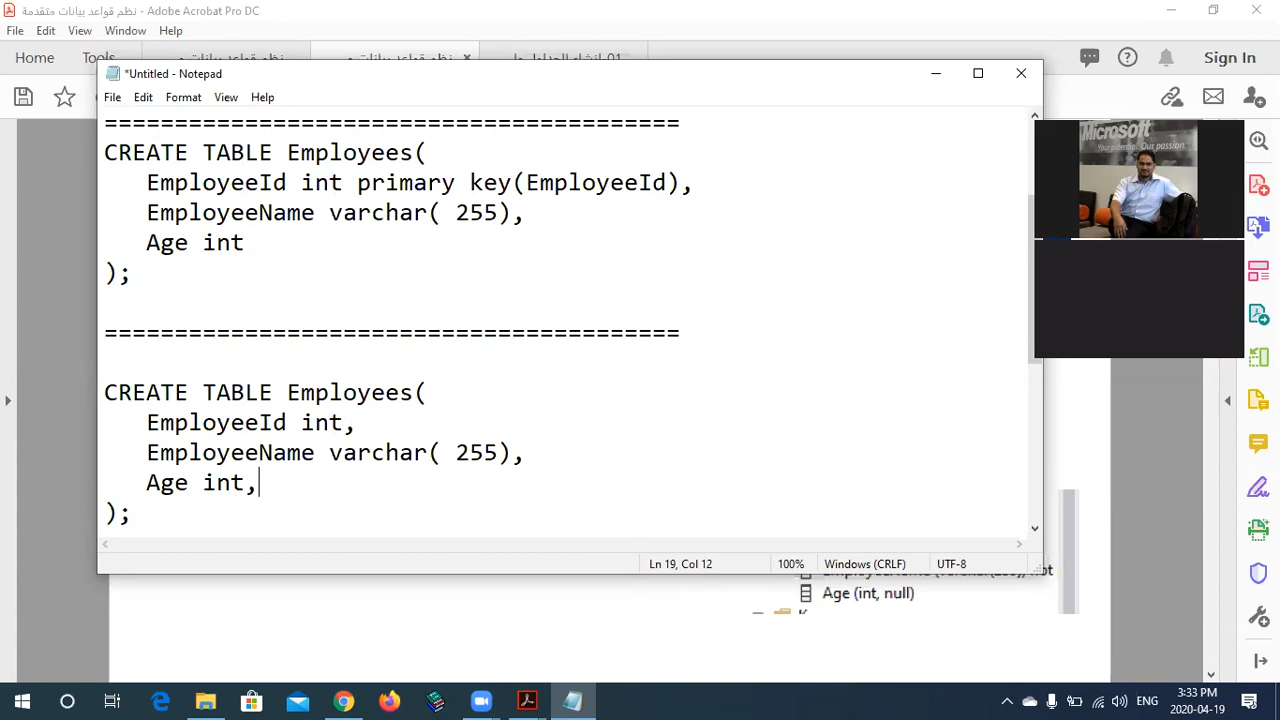 نظم قواعد بيانات متقدمة - Adobe Acrobat Pro DC
File Edit View Window Help
Home Tools
Sign In
*Untitled - Notepad
File Edit Format View Help
========================================
CREATE TABLE Employees(
EmployeeId int primary key(EmployeeId),
EmployeeName varchar( 255),
Age int
);
========================================
CREATE TABLE Employees(
EmployeeId int,
EmployeeName varchar( 255),
Age int,
);
Ln 19, Col 12 100% Windows (CRLF) UTF-8
Microsoft
Your potential. Our passion.
Age (int, null)
ENG
3:33 PM
2020-04-19